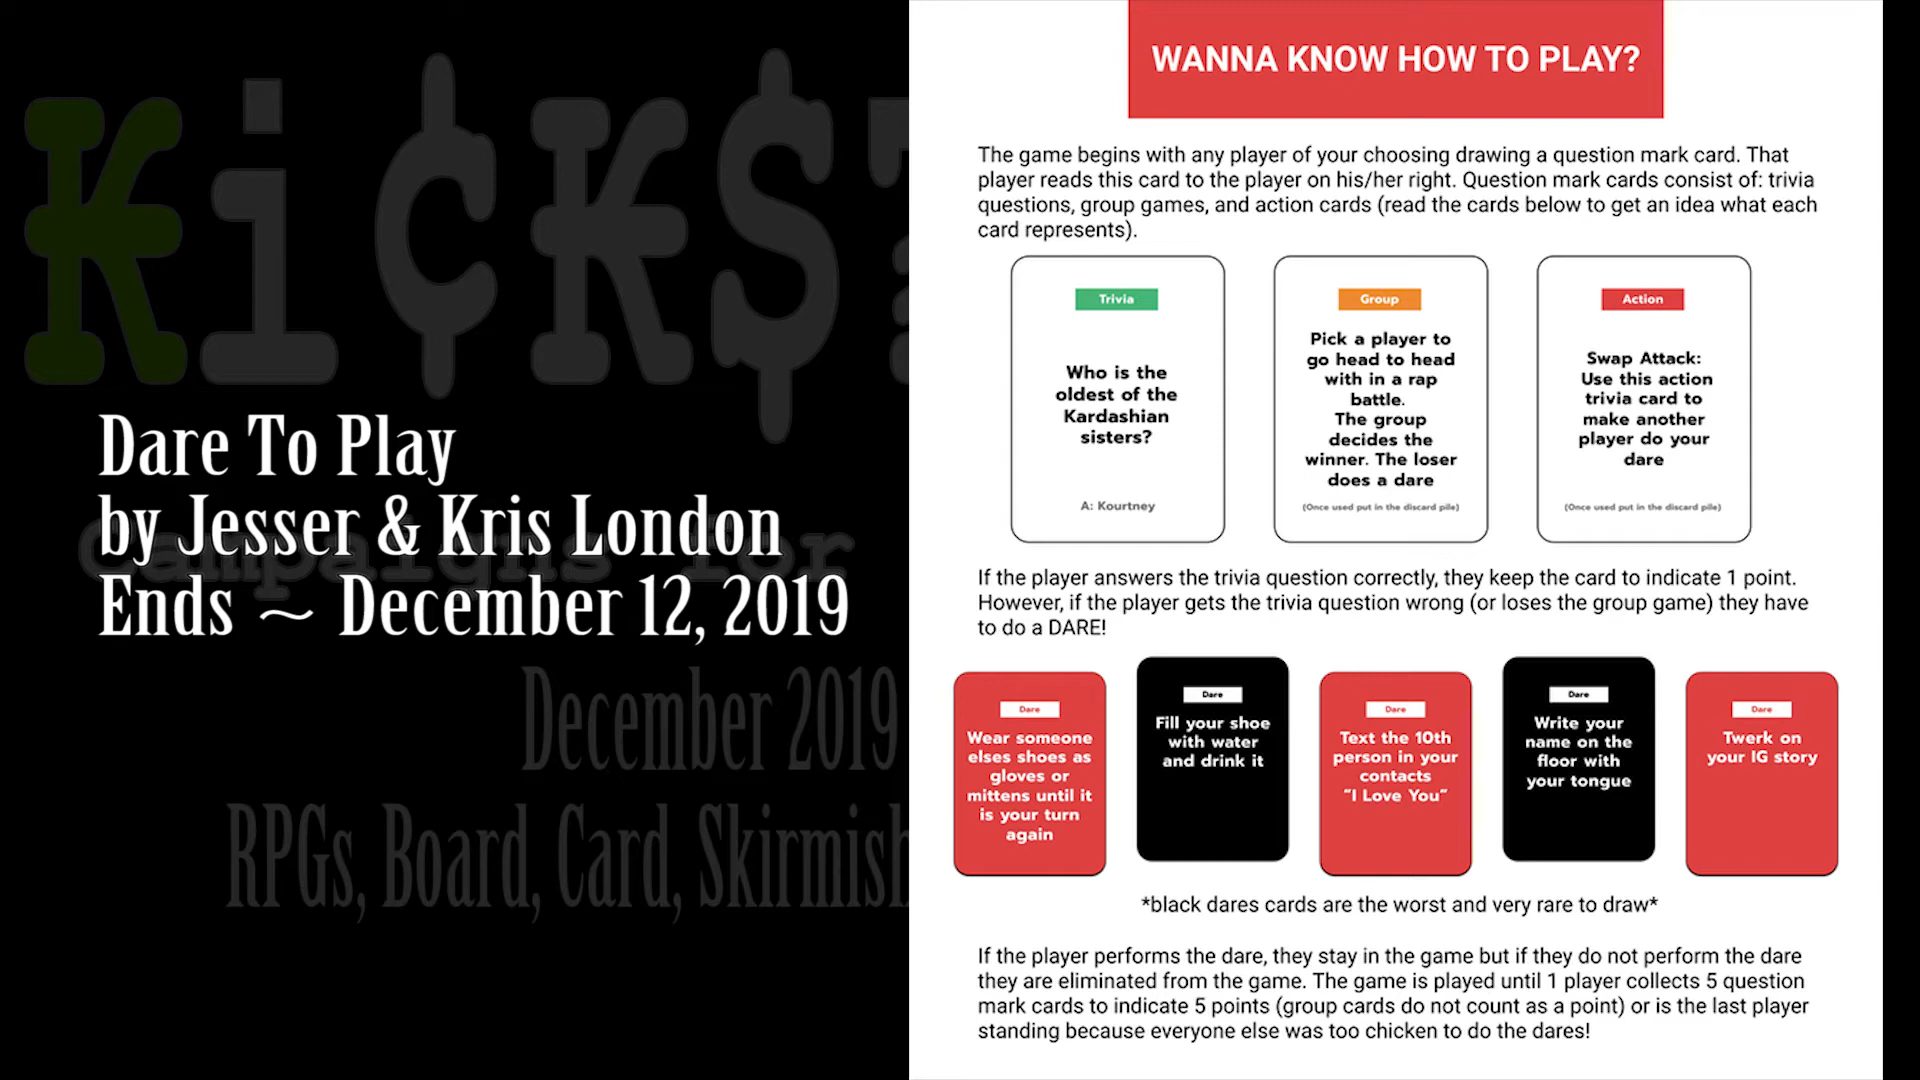 Ki¢K$
Dare To Play
by Jesser & Kris London
Campaigns for
Ends ~ December 12, 2019
December 2019
RPGs, Board, Card, Skirmish
WANNA KNOW HOW TO PLAY?
The game begins with any player of your choosing drawing a question mark card. That
player reads this card to the player on his/her right. Question mark cards consist of: trivia
questions, group games, and action cards (read the cards below to get an idea what each
card represents).
Trivia
Who is the
oldest of the
Kardashian
sisters?
A: Kourtney
Group
Pick a player to
go head to head
with in a rap
battle.
The group
decides the
winner. The loser
does a dare
(Once used put in the discard pile)
Action
Swap Attack:
Use this action
trivia card to
make another
player do your
dare
(Once used put in the discard pile)
If the player answers the trivia question correctly, they keep the card to indicate 1 point.
However, if the player gets the trivia question wrong (or loses the group game) they have
to do a DARE!
Dare
Wear someone
elses shoes as
gloves or
mittens until it
is your turn
again
Dare
Fill your shoe
with water
and drink it
Dare
Text the 10th
person in your
contacts
"I Love You"
Dare
Write your
name on the
floor with
your tongue
Dare
Twerk on
your IG story
*black dares cards are the worst and very rare to draw*
If the player performs the dare, they stay in the game but if they do not perform the dare
they are eliminated from the game. The game is played until 1 player collects 5 question
mark cards to indicate 5 points (group cards do not count as a point) or is the last player
standing because everyone else was too chicken to do the dares!